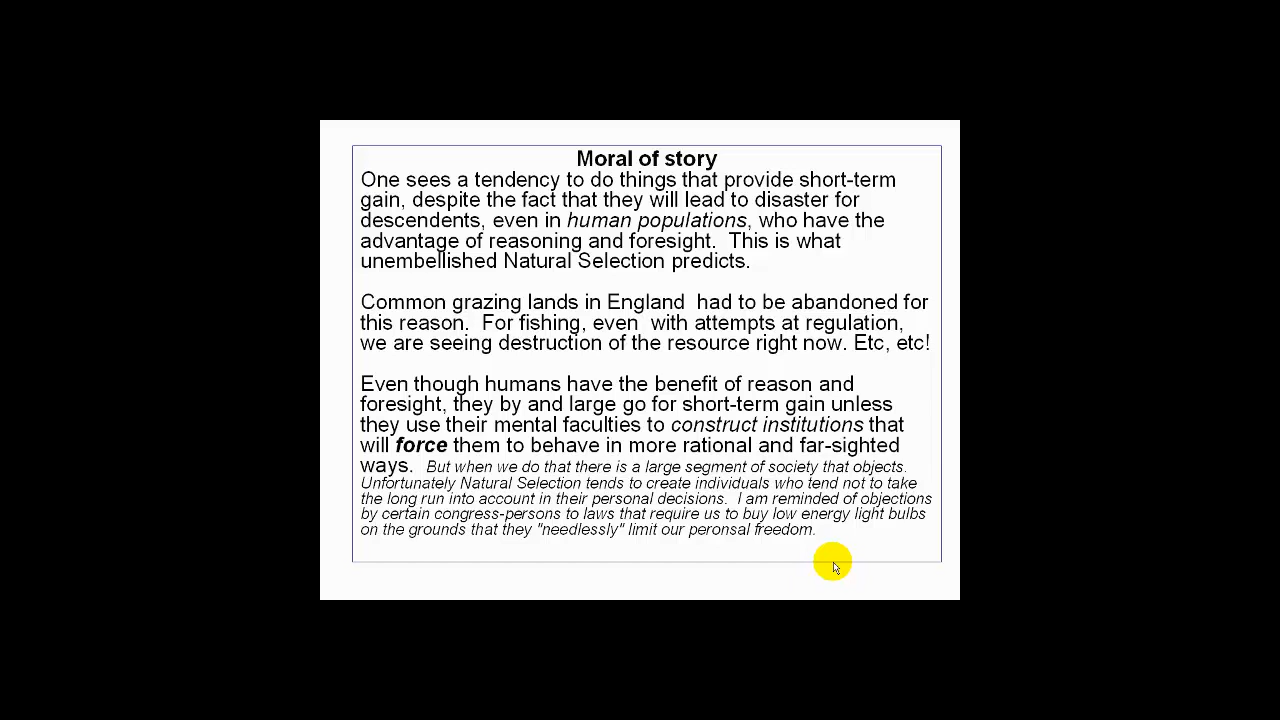 Moral of story
One sees a tendency to do things that provide short-term
gain, despite the fact that they will lead to disaster for
descendents, even in human populations, who have the
advantage of reasoning and foresight.  This is what
unembellished Natural Selection predicts.
Common grazing lands in England  had to be abandoned for
this reason.  For fishing, even  with attempts at regulation,
we are seeing destruction of the resource right now. Etc, etc!
Even though humans have the benefit of reason and
foresight, they by and large go for short-term gain unless
they use their mental faculties to construct institutions that
will force them to behave in more rational and far-sighted
ways.  But when we do that there is a large segment of society that objects.
Unfortunately Natural Selection tends to create individuals who tend not to take
the long run into account in their personal decisions.  I am reminded of objections
by certain congress-persons to laws that require us to buy low energy light bulbs
on the grounds that they "needlessly" limit our peronsal freedom.